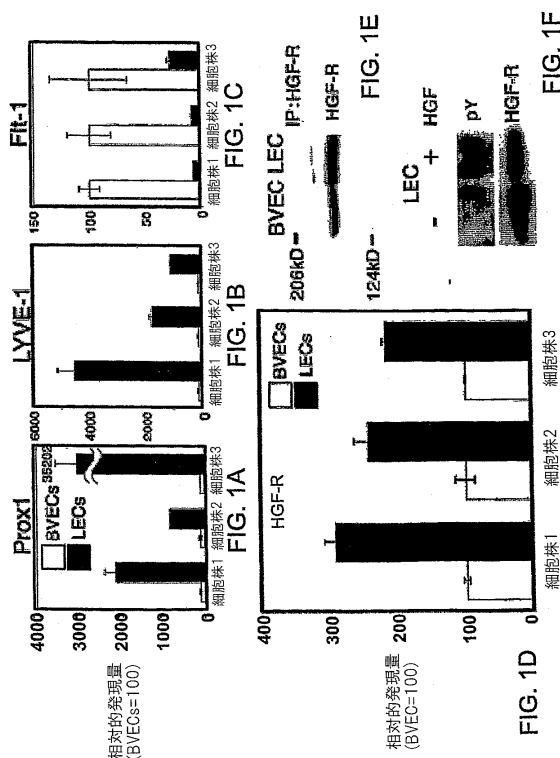 Prox1
4000
3000
2000
1000
0
35202
BVECs
LECs
細胞株1
細胞株2
細胞株3
FIG. 1A
相対的発現量
(BVECs=100)
LYVE-1
6000
4000
2000
0
細胞株1
細胞株2
細胞株3
FIG. 1B
Flt-1
150
100
50
0
細胞株1
細胞株2
細胞株3
FIG. 1C
400
300
200
100
0
HGF-R
BVECs
LECs
細胞株1
細胞株2
細胞株3
相対的発現量
(BVEC=100)
FIG. 1D
BVEC LEC
206kD
IP:HGF-R
HGF-R
124kD
FIG. 1E
LEC
- + HGF
pY
HGF-R
FIG. 1F